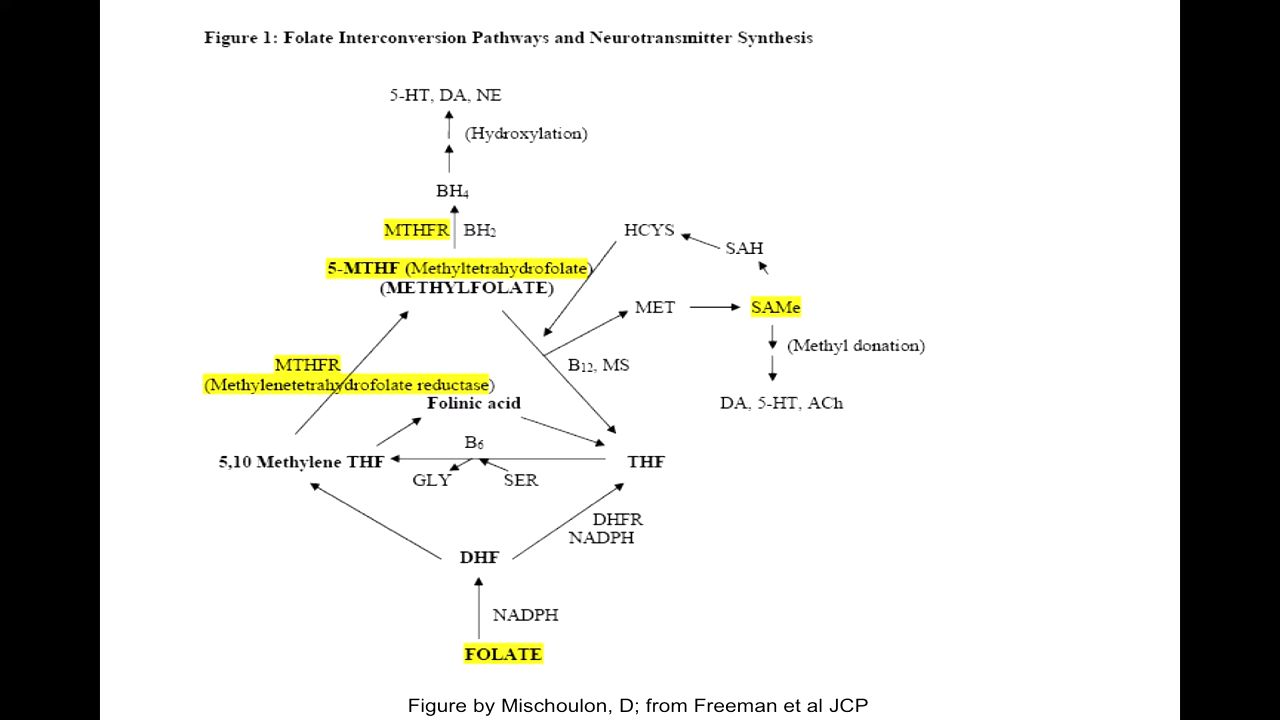 Figure 1: Folate Interconversion Pathways and Neurotransmitter Synthesis
5-HT, DA, NE
(Hydroxylation)
BH4
MTHFR BH2
HCYS
SAH
5-MTHF (Methyltetrahydrofolate)
(METHYLFOLATE)
MET
SAMe
(Methyl donation)
MTHFR
B12, MS
(Methylenetetrahydrofolate reductase)
Folinic acid
DA, 5-HT, ACh
B6
5,10 Methylene THF
THF
GLY
SER
DHFR
NADPH
DHF
NADPH
FOLATE
Figure by Mischoulon, D; from Freeman et al JCP